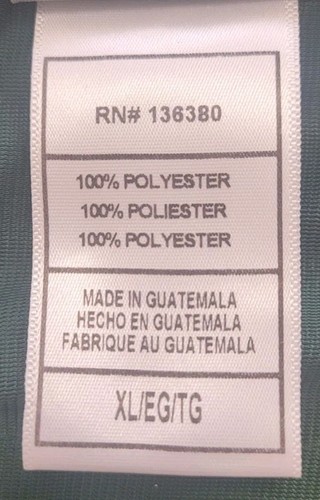 RN# 136380
100% POLYESTER
100% POLIESTER
100% POLYESTER
MADE IN GUATEMALA
HECHO EN GUATEMALA
FABRIQUE AU GUATEMALA
XL/EG/TG